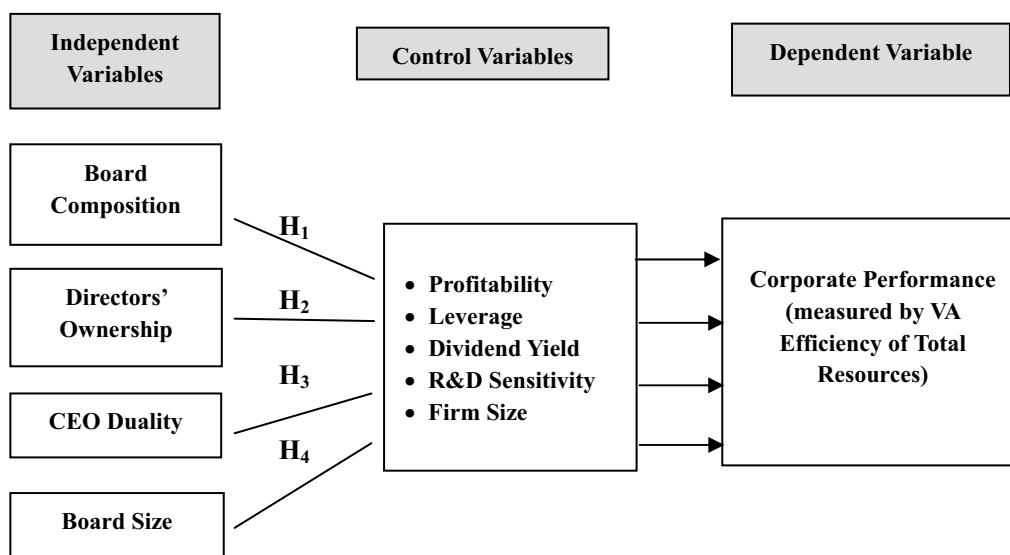 Independent
Variables
Control Variables
Dependent Variable
Board
Composition
H₁
Directors’
Ownership
H₂
CEO Duality
H₃
Board Size
H₄
• Profitability
• Leverage
• Dividend Yield
• R&D Sensitivity
• Firm Size
Corporate Performance
(measured by VA
Efficiency of Total
Resources)